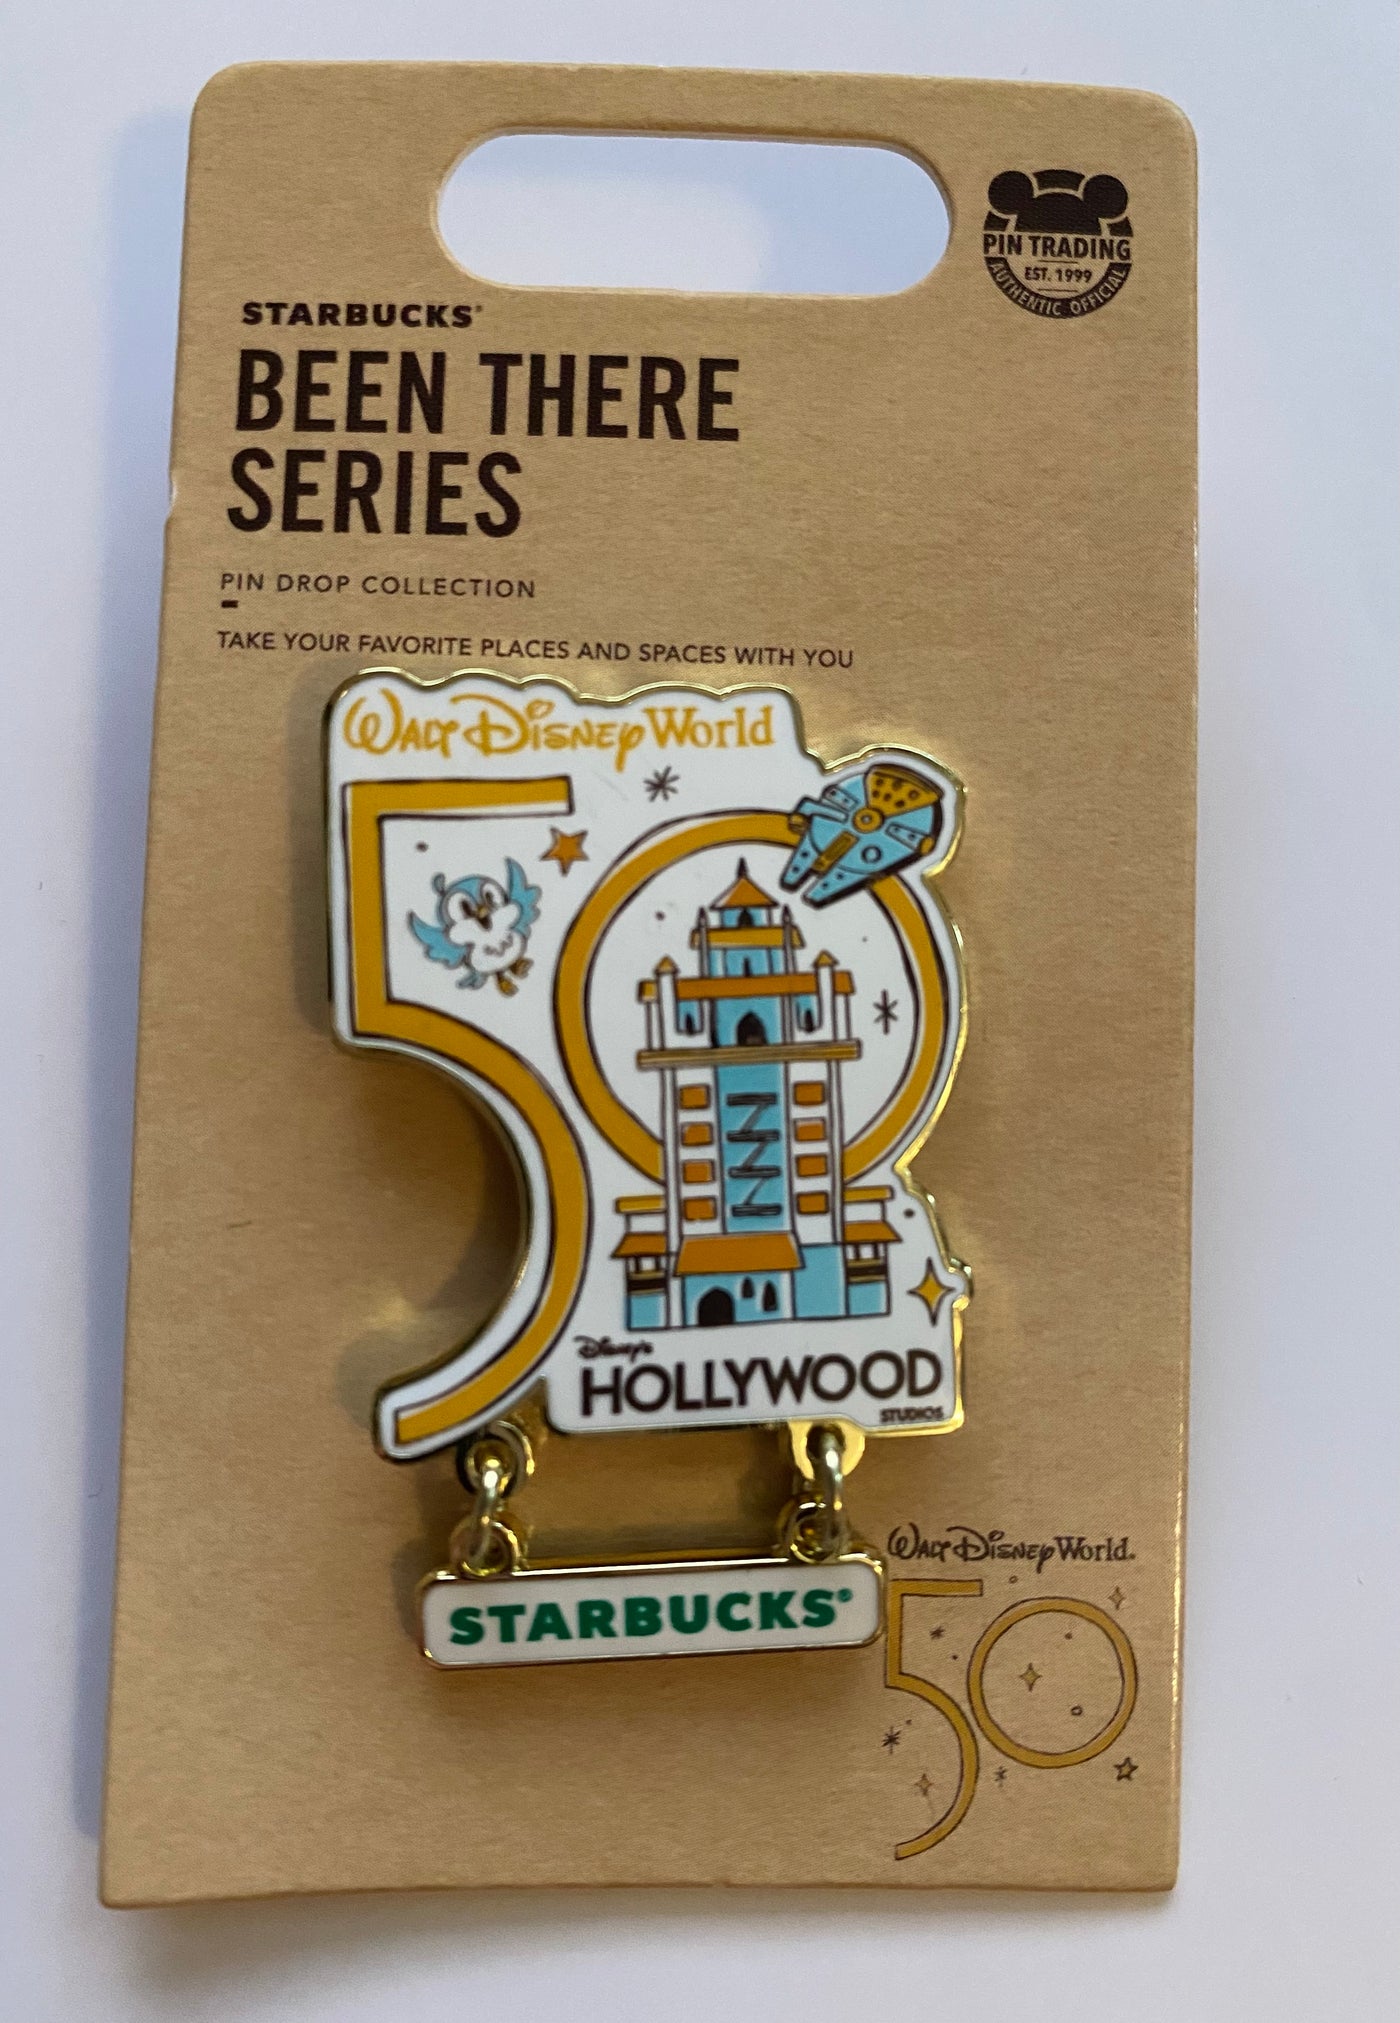 PIN TRADING
EST. 1999
AUTHENTIC OFFICIAL
STARBUCKS®
BEEN THERE
SERIES
PIN DROP COLLECTION
TAKE YOUR FAVORITE PLACES AND SPACES WITH YOU
WALT DISNEY World
50
Disney's
HOLLYWOOD
STUDIOS
STARBUCKS®
WALT DISNEY World.
50